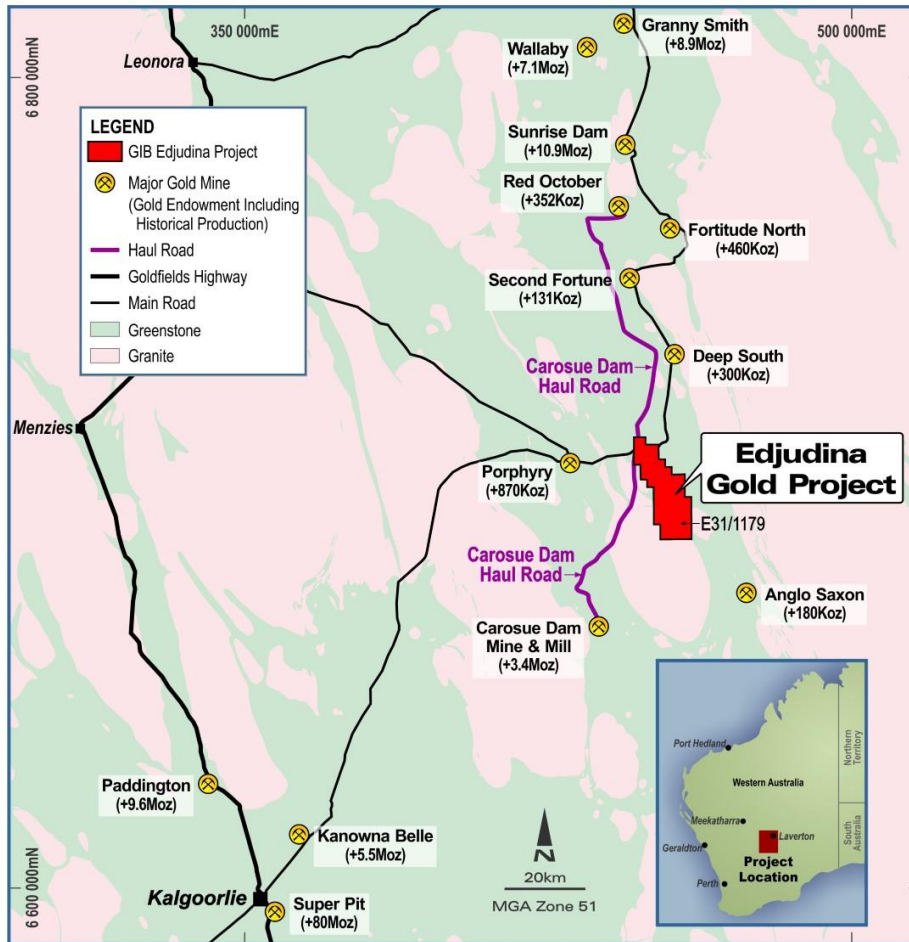 350 000mE
500 000mE
6 800 000mN
6 600 000mN
Leonora
Wallaby
(+7.1Moz)
Granny Smith
(+8.9Moz)
LEGEND
GIB Edjudina Project
Major Gold Mine
(Gold Endowment Including
Historical Production)
Haul Road
Goldfields Highway
Main Road
Greenstone
Granite
Sunrise Dam
(+10.9Moz)
Red October
(+352Koz)
Fortitude North
(+460Koz)
Second Fortune
(+131Koz)
Carosue Dam
Haul Road
Deep South
(+300Koz)
Menzies
Porphyry
(+870Koz)
Edjudina
Gold Project
E31/1179
Carosue Dam
Haul Road
Anglo Saxon
(+180Koz)
Carosue Dam
Mine & Mill
(+3.4Moz)
Paddington
(+9.6Moz)
Kanowna Belle
(+5.5Moz)
Kalgoorlie
Super Pit
(+80Moz)
N
20km
MGA Zone 51
Port Hedland
Northern
Territory
Western Australia
Meekatharra
Laverton
South
Australia
Geraldton
Project
Location
Perth